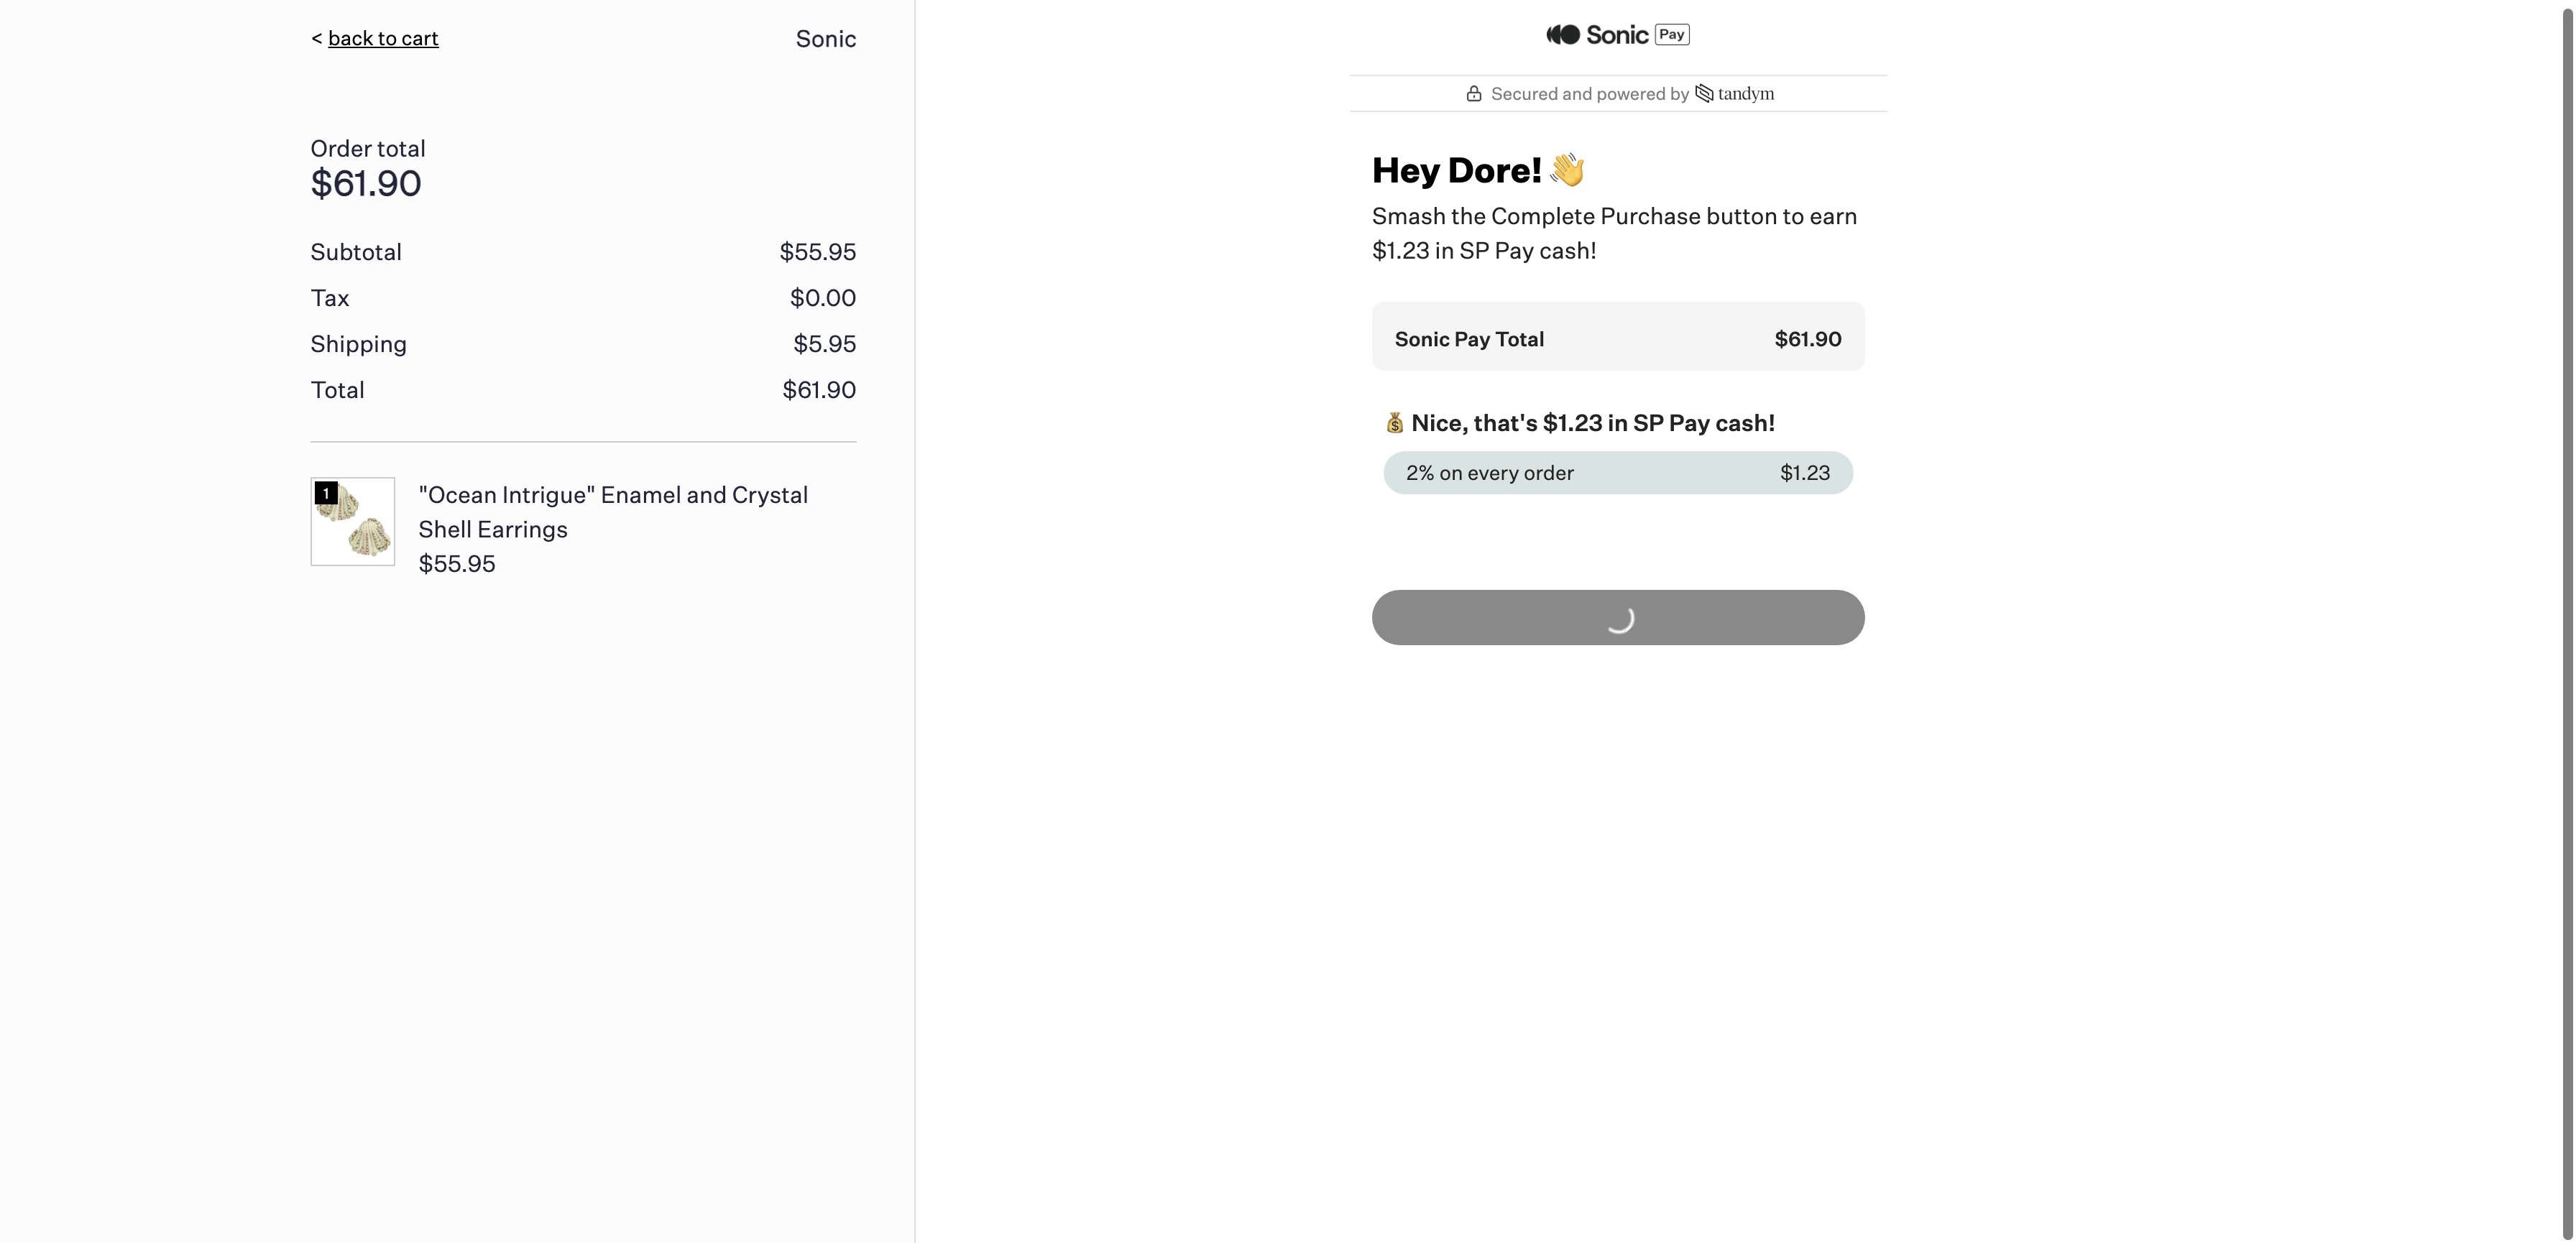 < back to cart
Sonic
Order total
$61.90
Subtotal $55.95
Tax $0.00
Shipping $5.95
Total $61.90
1
"Ocean Intrigue" Enamel and Crystal
Shell Earrings
$55.95
Sonic Pay
Secured and powered by tandym
Hey Dore! 👋
Smash the Complete Purchase button to earn
$1.23 in SP Pay cash!
Sonic Pay Total $61.90
💰 Nice, that's $1.23 in SP Pay cash!
2% on every order $1.23